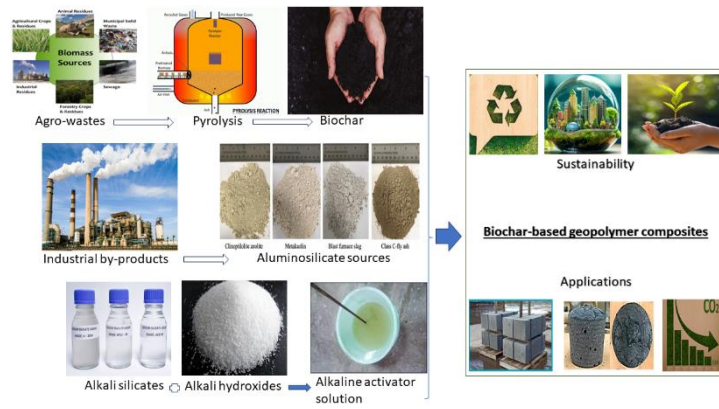 Animal Residues
Agricultural Crops
& Residues
Municipal Solid
Waste
Biomass
Sources
Industrial
Residues
Sewage
Forestry Crops
& Residues
PYROLYSIS REACTION
Agro-wastes
Pyrolysis
Biochar
Sustainability
Clinoptilolite zeolite
Metakaolin
Blast furnace slag
Class C-fly ash
Industrial by-products
Aluminosilicate sources
Biochar-based geopolymer composites
Applications
CO2
Alkali silicates
Alkali hydroxides
Alkaline activator
solution